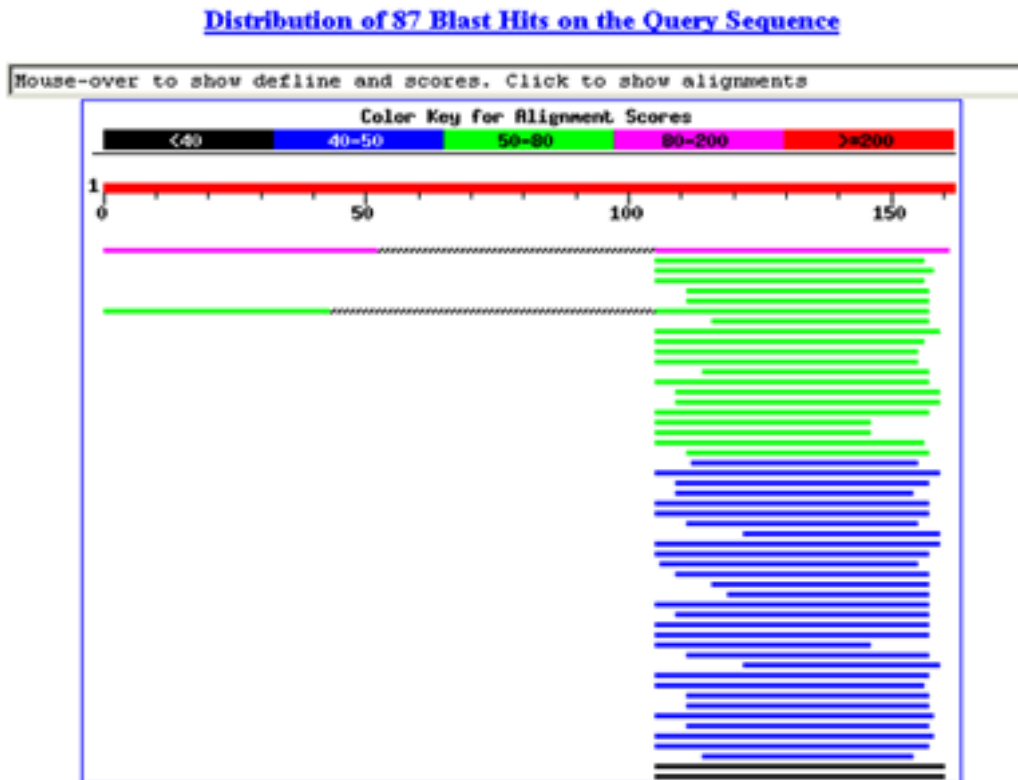 Distribution of 87 Blast Hits on the Query Sequence
Mouse-over to show defline and scores. Click to show alignments
Color Key for Alignment Scores
<40 40-50 50-80 80-200 >=200
1
0 50 100 150